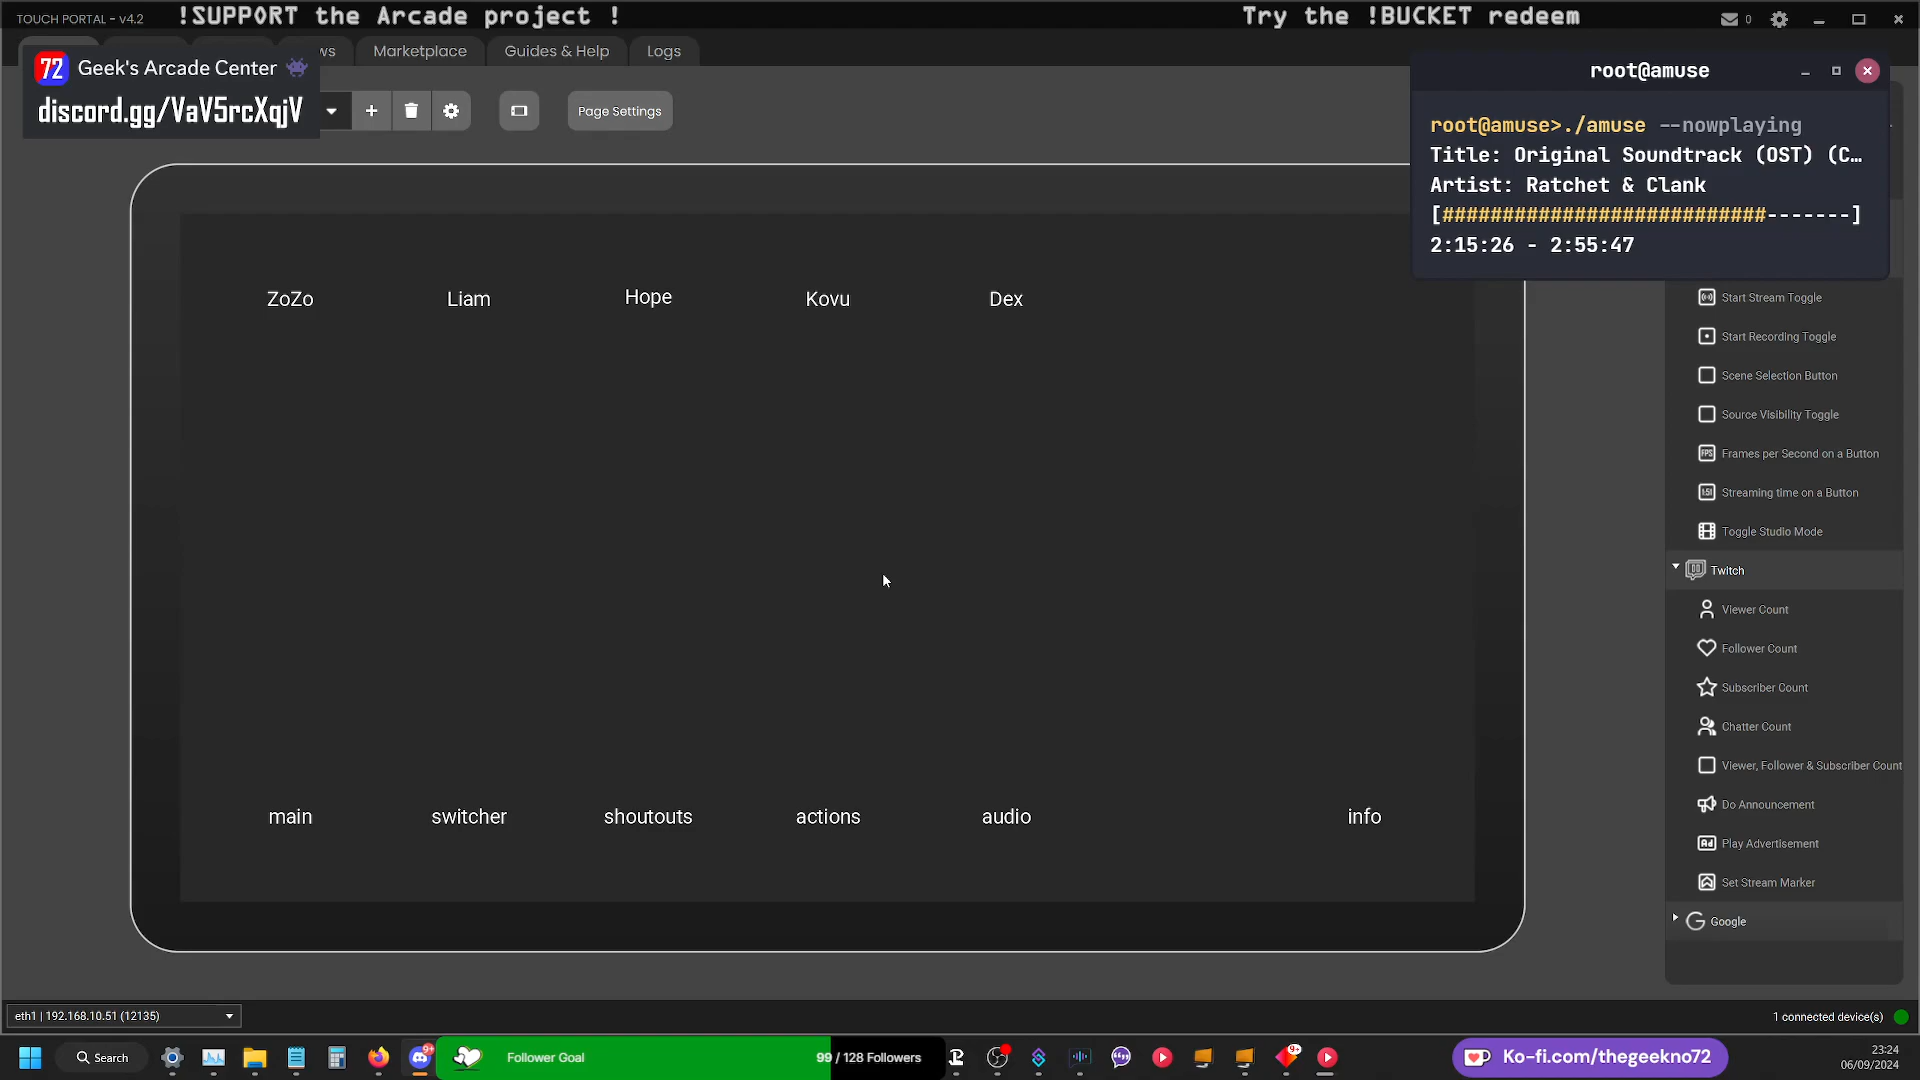 TOUCH PORTAL - v4.2
!SUPPORT the Arcade project !
Try the !BUCKET redeem
0
ws
Marketplace
Guides & Help
Logs
72 Geek's Arcade Center
discord.gg/VaV5rcXqjV
Page Settings
root@amuse
root@amuse>./amuse --nowplaying
Title: Original Soundtrack (OST) (C…
Artist: Ratchet & Clank
[###########################-------]
2:15:26 - 2:55:47
ZoZo
Liam
Hope
Kovu
Dex
main
switcher
shoutouts
actions
audio
info
Start Stream Toggle
Start Recording Toggle
Scene Selection Button
Source Visibility Toggle
FPS Frames per Second on a Button
Streaming time on a Button
Toggle Studio Mode
Twitch
Viewer Count
Follower Count
Subscriber Count
Chatter Count
Viewer, Follower & Subscriber Count
Do Announcement
Ad Play Advertisement
Set Stream Marker
Google
eth1 | 192.168.10.51 (12135)
1 connected device(s)
Search
9+
Follower Goal
99 / 128 Followers
9+
Ko-fi.com/thegeekno72
23:24
06/09/2024